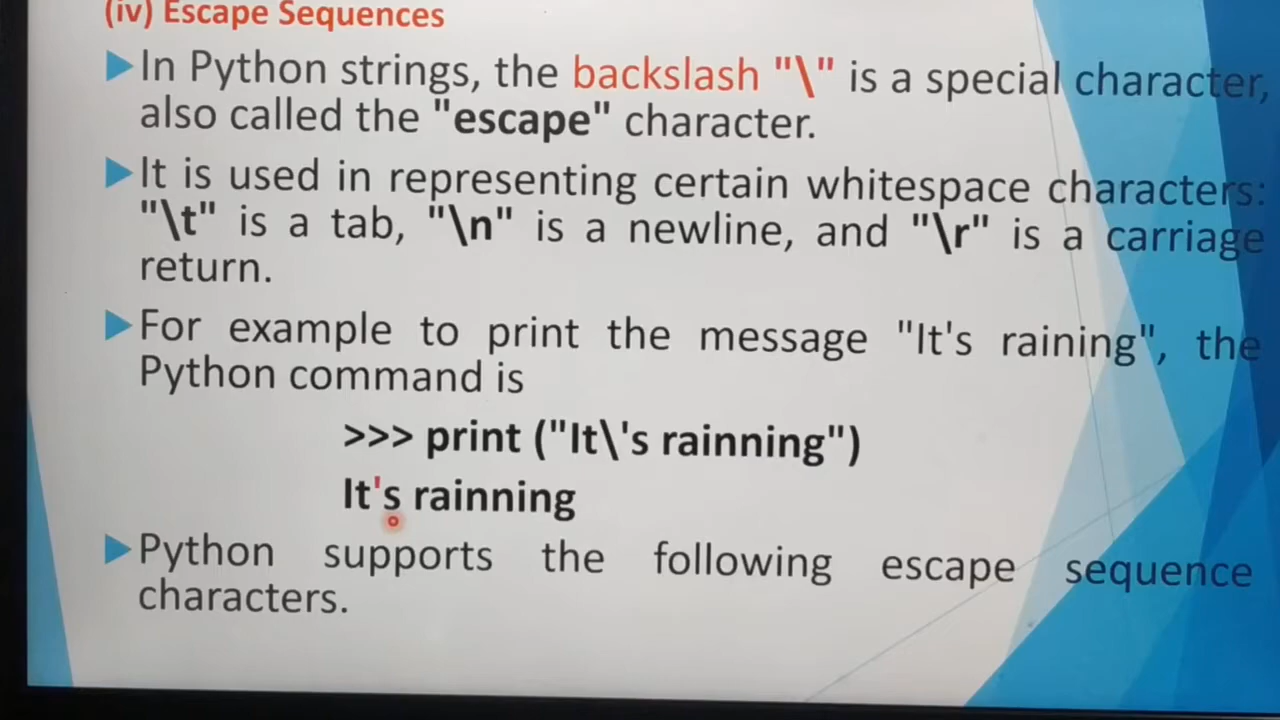 (iv) Escape Sequences
In Python strings, the backslash "\" is a special character,
also called the "escape" character.
It is used in representing certain whitespace characters:
"\t" is a tab, "\n" is a newline, and "\r" is a carriage
return.
For example to print the message "It's raining", the
Python command is
>>> print ("It\'s rainning")
It's rainning
Python supports the following escape sequence
characters.